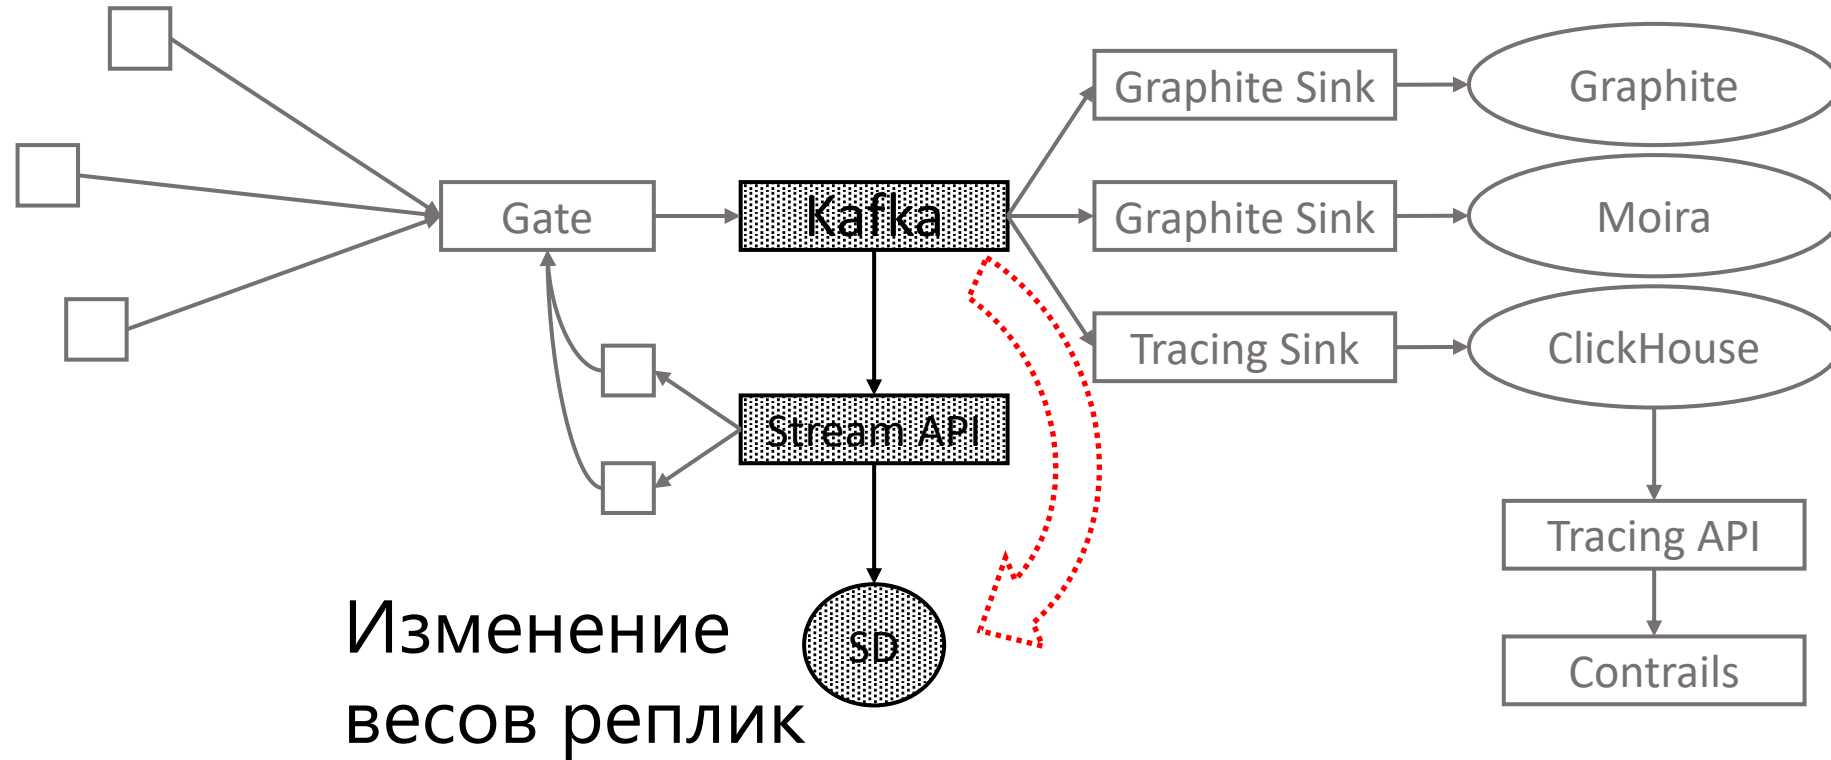 Graphite Sink
Graphite
Gate
Kafka
Graphite Sink
Moira
Tracing Sink
ClickHouse
Stream API
Tracing API
SD
Contrails
Изменение
весов реплик